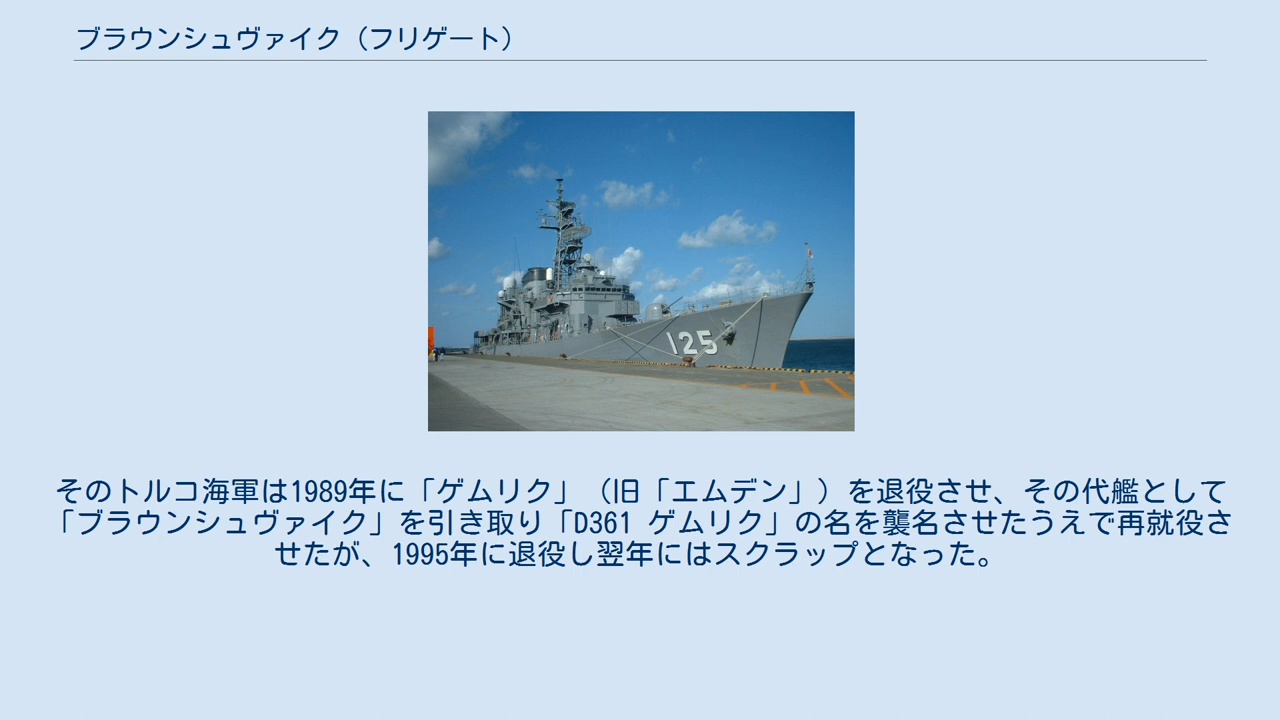 ブラウンシュヴァイク（フリゲート）
125
そのトルコ海軍は1989年に「ゲムリク」（旧「エムデン」）を退役させ、その代艦として
「ブラウンシュヴァイク」を引き取り「D361 ゲムリク」の名を襲名させたうえで再就役さ
せたが、1995年に退役し翌年にはスクラップとなった。